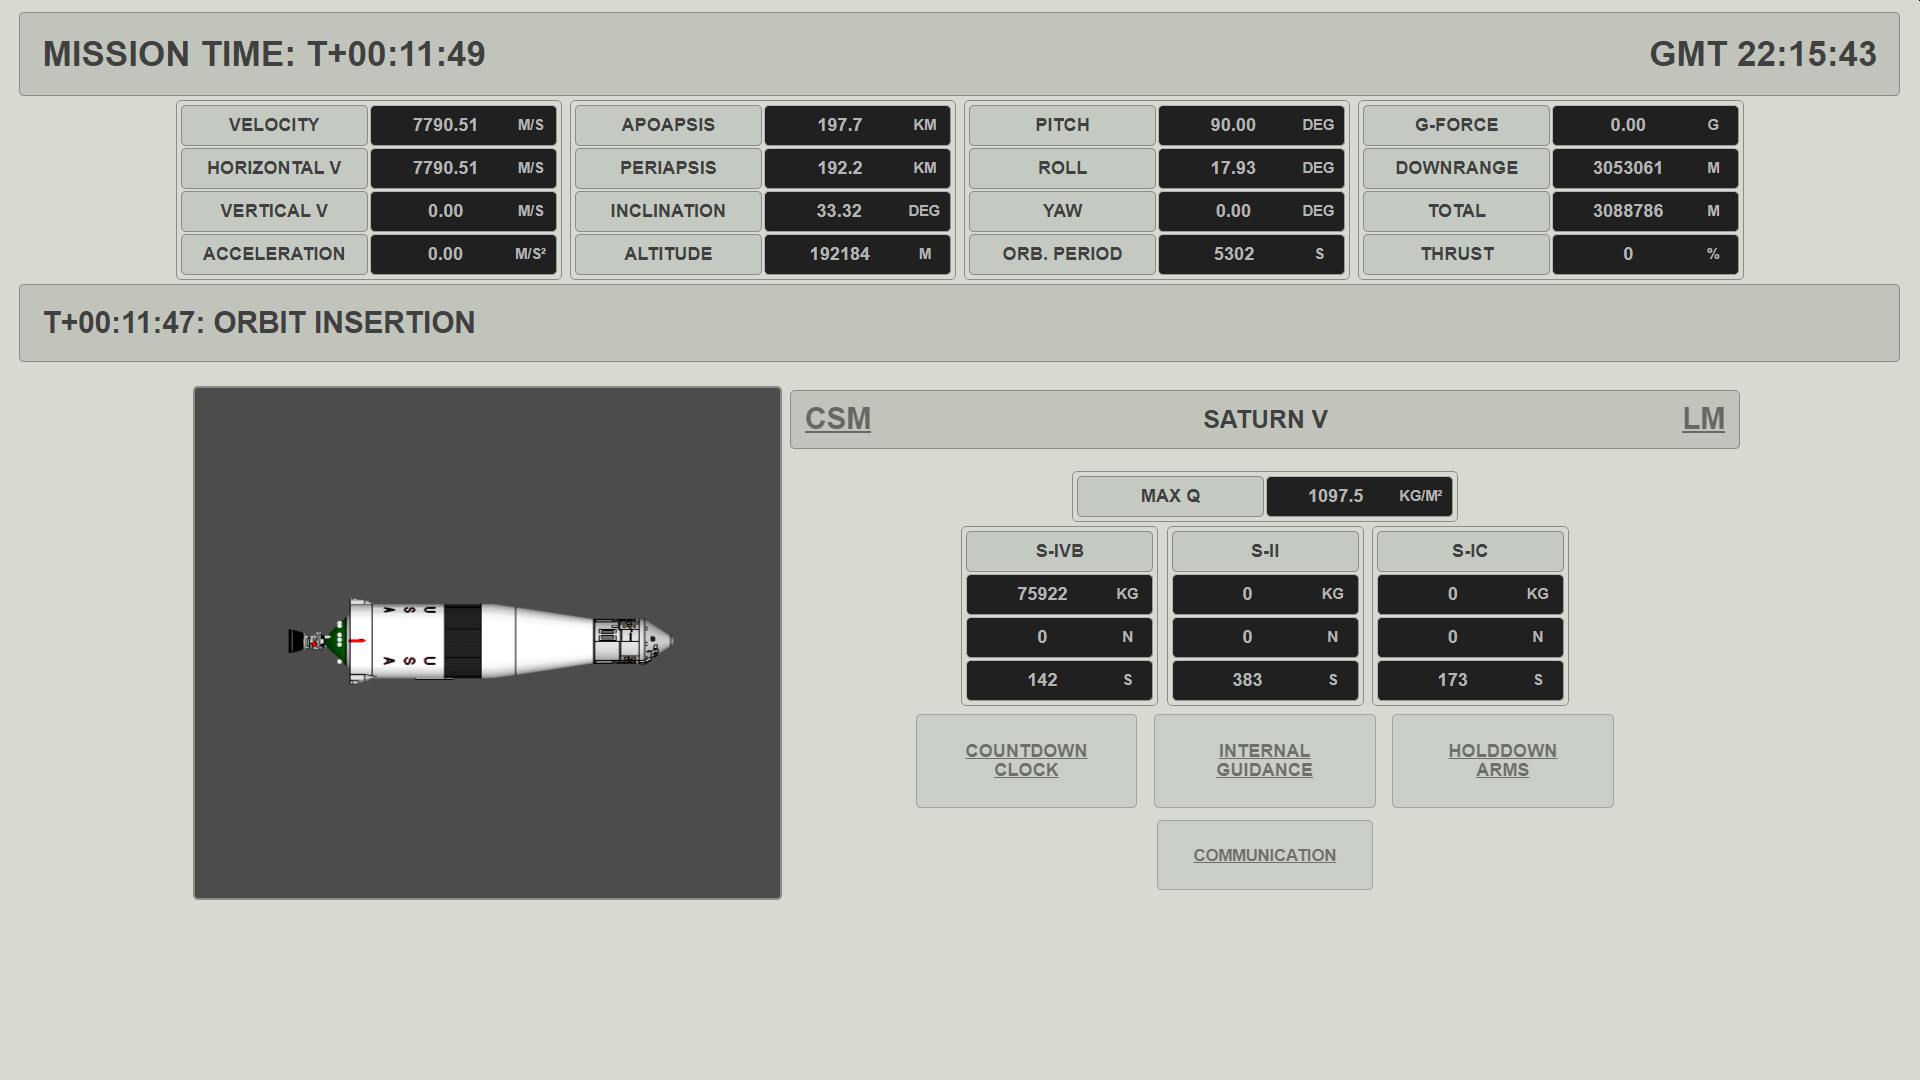 MISSION TIME: T+00:11:49 GMT 22:15:43
VELOCITY 7790.51 M/S APOAPSIS 197.7 KM PITCH 90.00 DEG G-FORCE 0.00 G
HORIZONTAL V 7790.51 M/S PERIAPSIS 192.2 KM ROLL 17.93 DEG DOWNRANGE 3053061 M
VERTICAL V 0.00 M/S INCLINATION 33.32 DEG YAW 0.00 DEG TOTAL 3088786 M
ACCELERATION 0.00 M/S² ALTITUDE 192184 M ORB. PERIOD 5302 S THRUST 0 %
T+00:11:47: ORBIT INSERTION
USA
USA
CSM SATURN V LM
MAX Q 1097.5 KG/M²
S-IVB S-II S-IC
75922 KG 0 KG 0 KG
0 N 0 N 0 N
142 S 383 S 173 S
COUNTDOWN
CLOCK
INTERNAL
GUIDANCE
HOLDDOWN
ARMS
COMMUNICATION